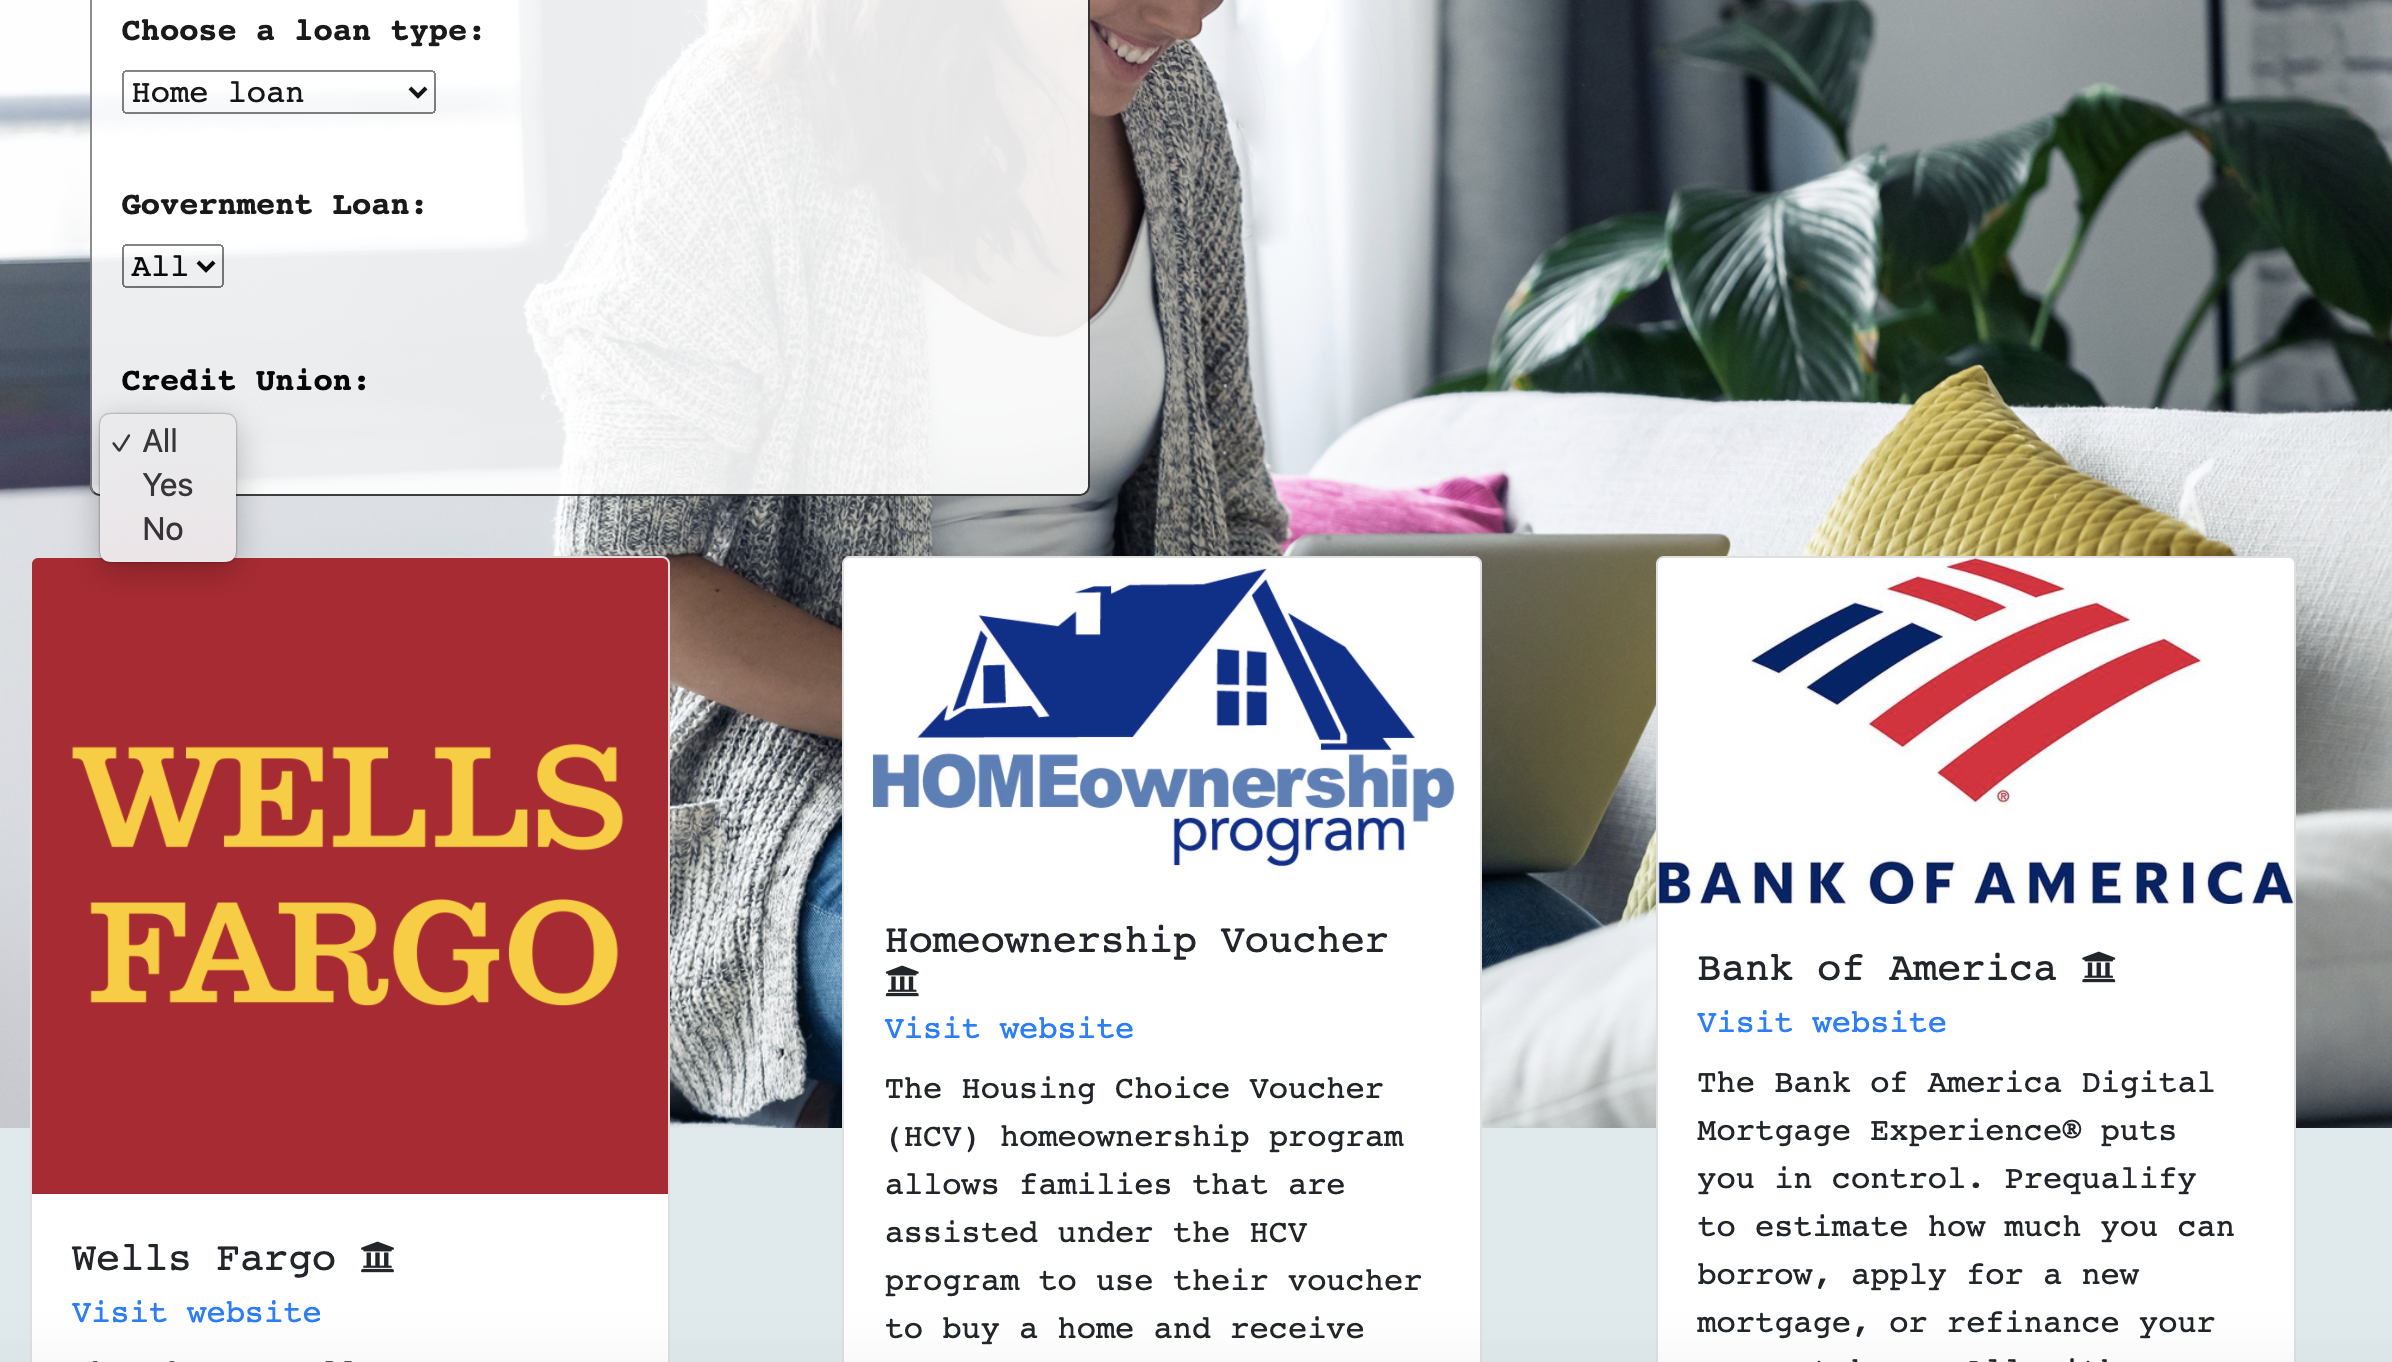 Choose a loan type:
Home loan
Government Loan:
All
Credit Union:
All
Yes
No
WELLS
FARGO
Wells Fargo
Visit website
HOMEownership
program
Homeownership Voucher
Visit website
The Housing Choice Voucher
(HCV) homeownership program
allows families that are
assisted under the HCV
program to use their voucher
to buy a home and receive
BANK OF AMERICA
®
Bank of America
Visit website
The Bank of America Digital
Mortgage Experience® puts
you in control. Prequalify
to estimate how much you can
borrow, apply for a new
mortgage, or refinance your